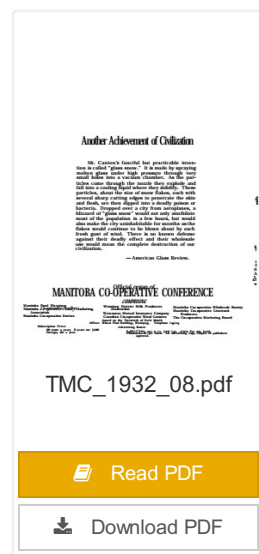 Another Achievement of Civilization
Mr. Canton's fanciful but practicable inven-
tion is called "glass snow." It is made by spraying
molten glass under high pressure through very
small holes into a vacuum chamber. As the par-
ticles come through the nozzle they explode and
fall into a cooling liquid where they solidify. These
particles, about the size of snow flakes, each with
several sharp cutting edges to penetrate the skin
and flesh, are then dipped into a deadly poison or
bacteria. Dropped over a city from aeroplanes, a
blizzard of "glass snow" would not only annihilate
most of the population in a few hours, but would
make the city uninhabitable for months as the
flakes would continue to be blown about by each
fresh gust of wind. There is no known defense
against their deadly effect and their wholesale
use would mean the complete destruction of our
civilization.
—American Glass Review.
Official organ of
MANITOBA CO-OPERATIVE CONFERENCE
COMPRISING
TMC_1932_08.pdf
Read PDF
Download PDF